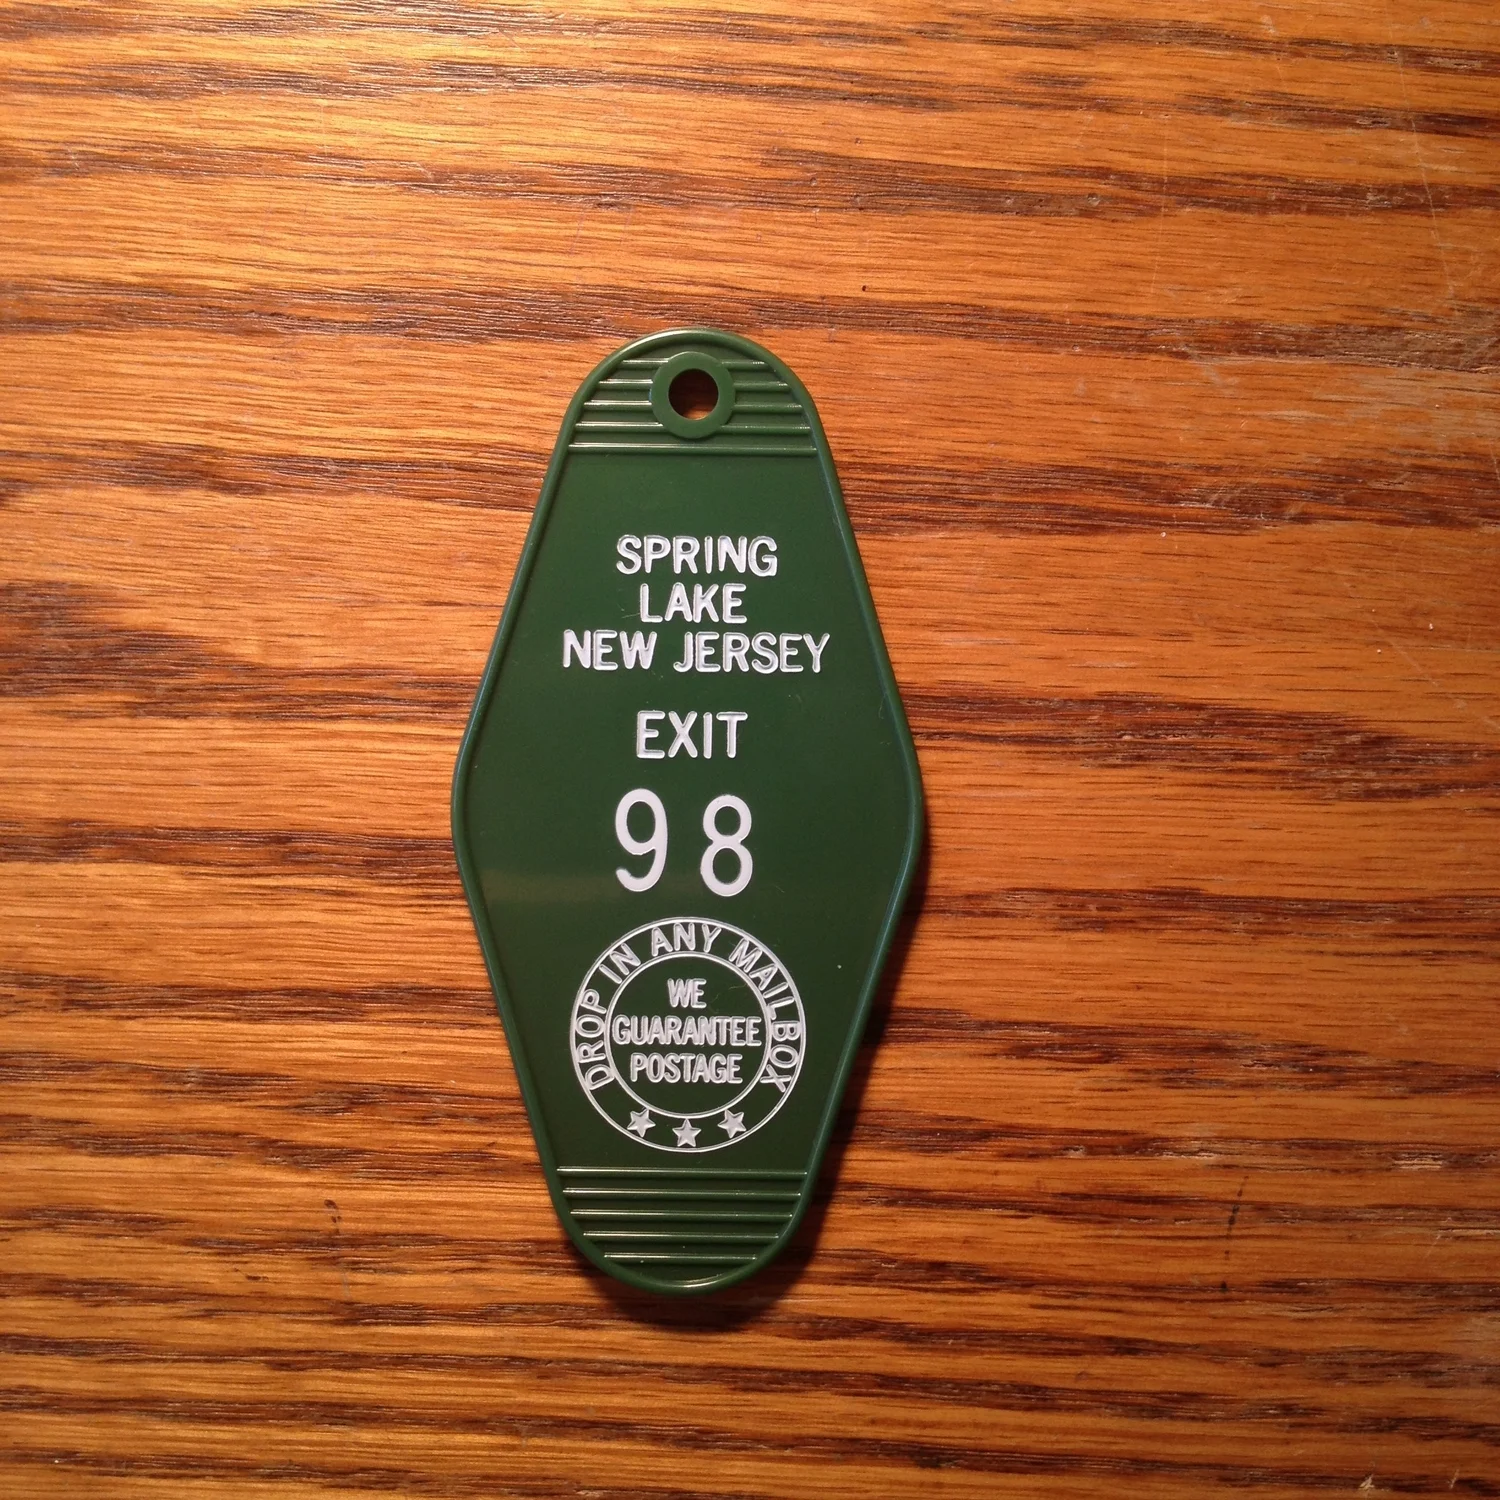 SPRING
LAKE
NEW JERSEY
EXIT
98
DROP IN ANY MAILBOX
WE
GUARANTEE
POSTAGE